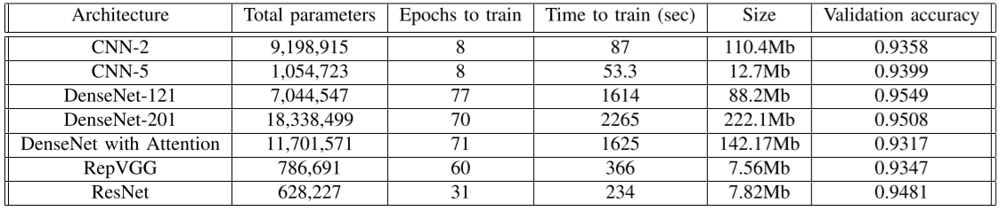 Architecture Total parameters Epochs to train Time to train (sec) Size Validation accuracy
CNN-2 9,198,915 8 87 110.4Mb 0.9358
CNN-5 1,054,723 8 53.3 12.7Mb 0.9399
DenseNet-121 7,044,547 77 1614 88.2Mb 0.9549
DenseNet-201 18,338,499 70 2265 222.1Mb 0.9508
DenseNet with Attention 11,701,571 71 1625 142.17Mb 0.9317
RepVGG 786,691 60 366 7.56Mb 0.9347
ResNet 628,227 31 234 7.82Mb 0.9481